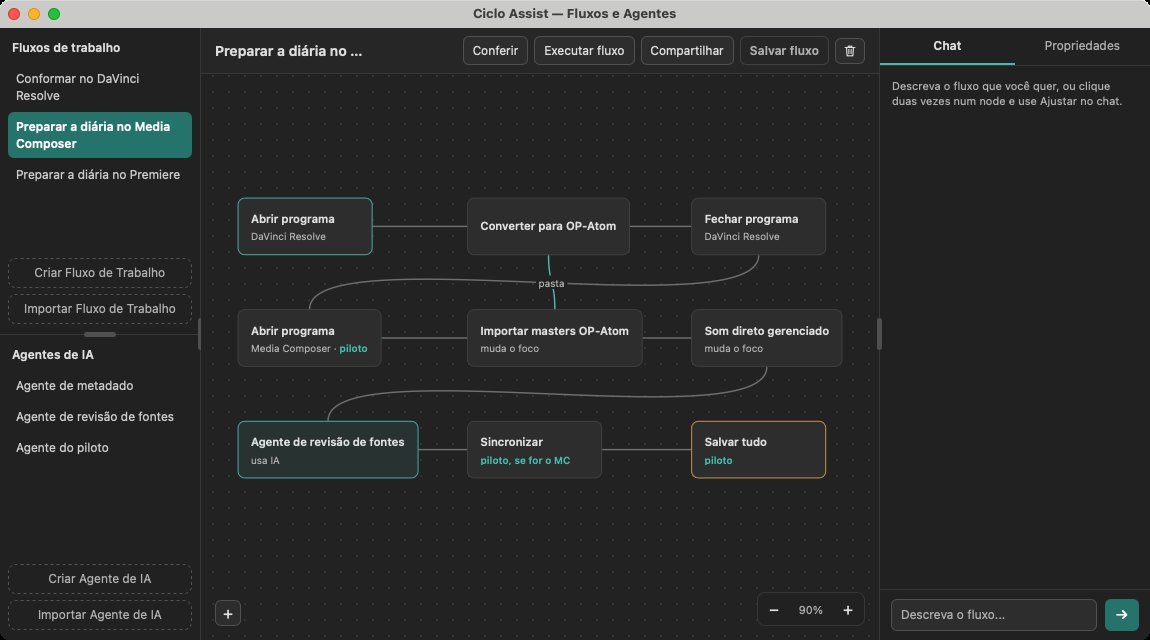 Ciclo Assist — Fluxos e Agentes
Fluxos de trabalho
Conformar no DaVinci
Resolve
Preparar a diária no Media
Composer
Preparar a diária no Premiere
Criar Fluxo de Trabalho
Importar Fluxo de Trabalho
Agentes de IA
Agente de metadado
Agente de revisão de fontes
Agente do piloto
Criar Agente de IA
Importar Agente de IA
Preparar a diária no ...
Conferir
Executar fluxo
Compartilhar
Salvar fluxo
Abrir programa
DaVinci Resolve
Converter para OP-Atom
Fechar programa
DaVinci Resolve
pasta
Abrir programa
Media Composer · piloto
Importar masters OP-Atom
muda o foco
Som direto gerenciado
muda o foco
Agente de revisão de fontes
usa IA
Sincronizar
piloto, se for o MC
Salvar tudo
piloto
+
− 90% +
Chat
Propriedades
Descreva o fluxo que você quer, ou clique
duas vezes num node e use Ajustar no chat.
Descreva o fluxo...